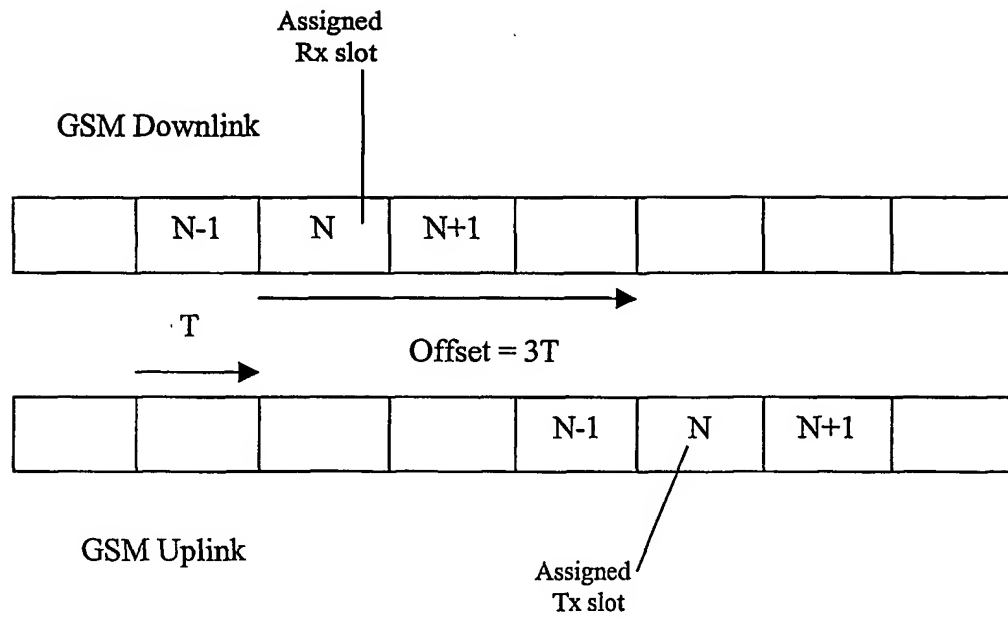 Assigned
Rx slot
GSM Downlink
N-1 N N+1
T
Offset = 3T
N-1 N N+1
GSM Uplink
Assigned
Tx slot